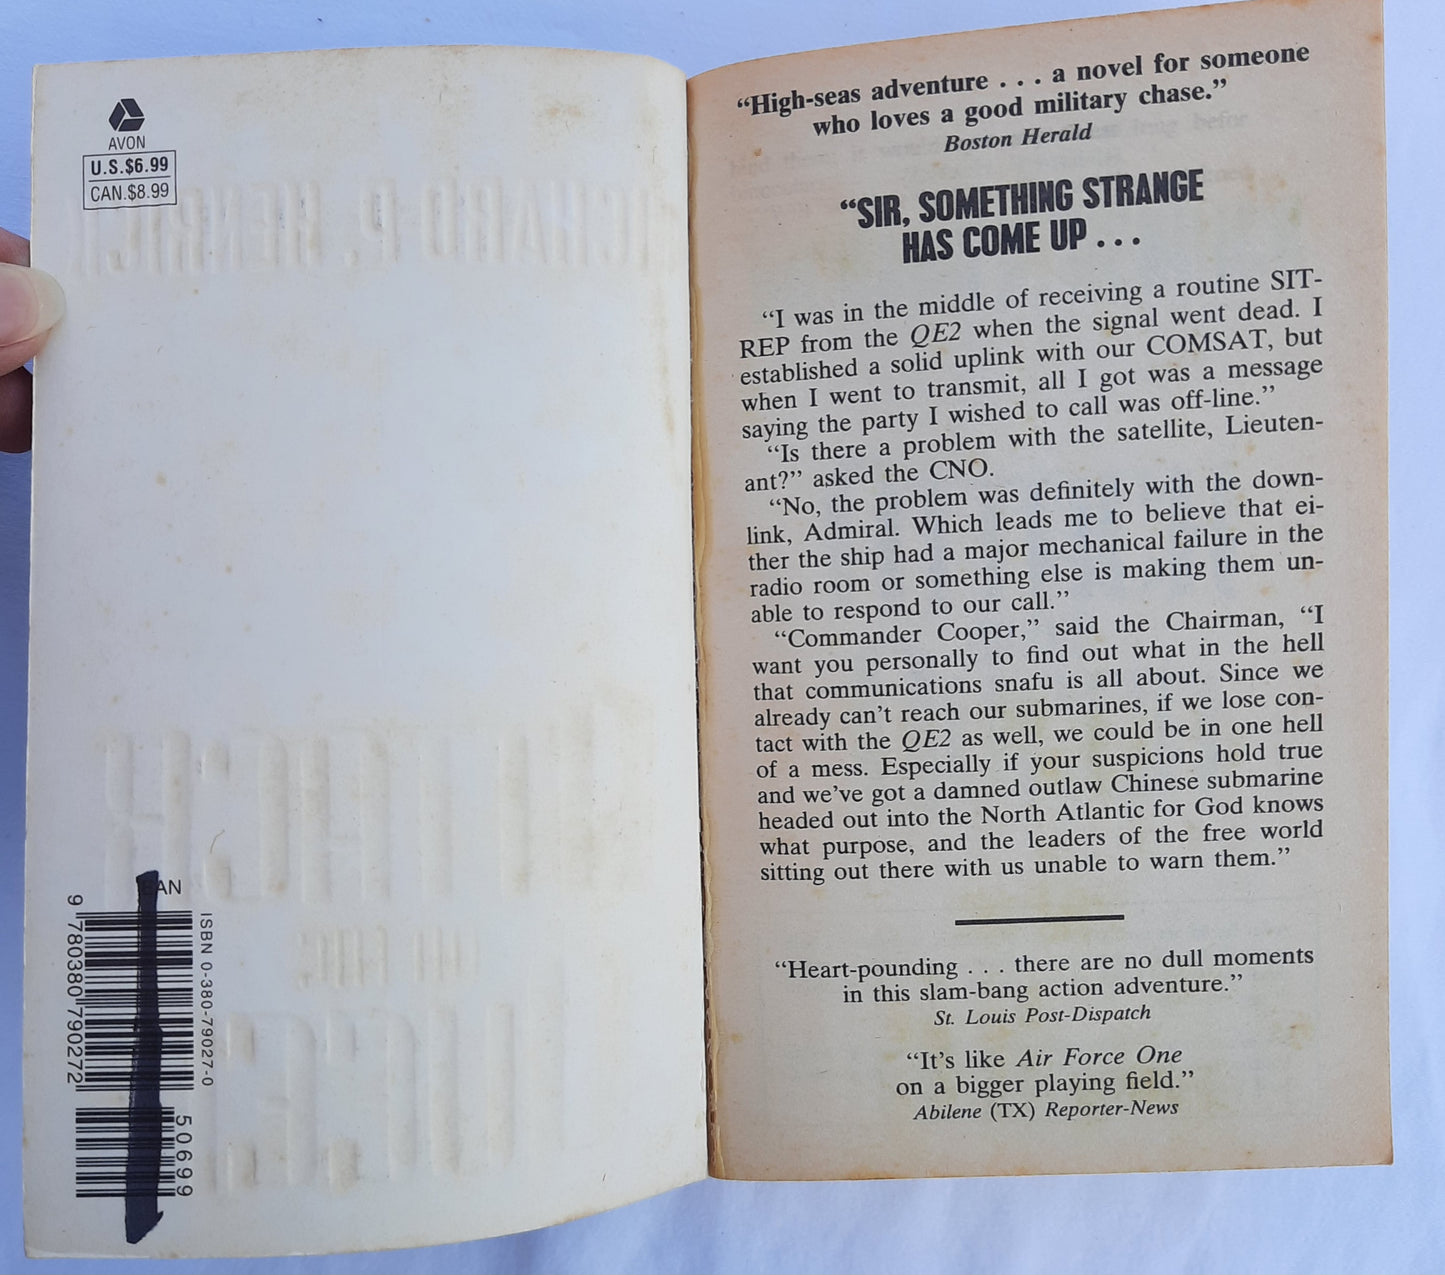 AVON
U.S.$6.99
CAN.$8.99
EAN
ISBN 0-380-79027-0
9 780380 790272
50699
“High-seas adventure . . . a novel for someone
who loves a good military chase.”
Boston Herald
“SIR, SOMETHING STRANGE
HAS COME UP . . .
“I was in the middle of receiving a routine SIT-
REP from the QE2 when the signal went dead. I
established a solid uplink with our COMSAT, but
when I went to transmit, all I got was a message
saying the party I wished to call was off-line.”
“Is there a problem with the satellite, Lieuten-
ant?” asked the CNO.
“No, the problem was definitely with the down-
link, Admiral. Which leads me to believe that ei-
ther the ship had a major mechanical failure in the
radio room or something else is making them un-
able to respond to our call.”
“Commander Cooper,” said the Chairman, “I
want you personally to find out what in the hell
that communications snafu is all about. Since we
already can’t reach our submarines, if we lose con-
tact with the QE2 as well, we could be in one hell
of a mess. Especially if your suspicions hold true
and we’ve got a damned outlaw Chinese submarine
headed out into the North Atlantic for God knows
what purpose, and the leaders of the free world
sitting out there with us unable to warn them.”
“Heart-pounding . . . there are no dull moments
in this slam-bang action adventure.”
St. Louis Post-Dispatch
“It’s like Air Force One
on a bigger playing field.”
Abilene (TX) Reporter-News